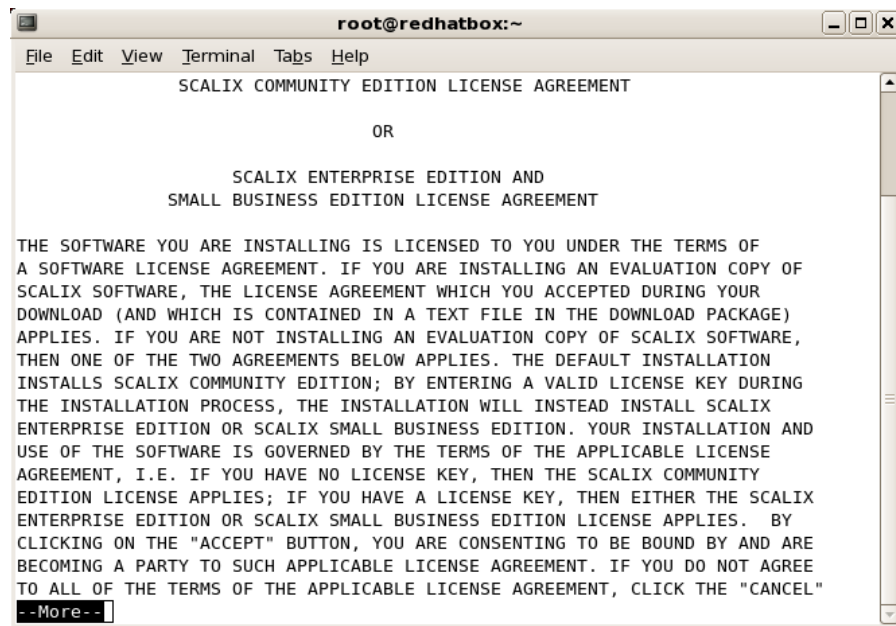 root@redhatbox:~
File Edit View Terminal Tabs Help
SCALIX COMMUNITY EDITION LICENSE AGREEMENT
OR
SCALIX ENTERPRISE EDITION AND
SMALL BUSINESS EDITION LICENSE AGREEMENT
THE SOFTWARE YOU ARE INSTALLING IS LICENSED TO YOU UNDER THE TERMS OF
A SOFTWARE LICENSE AGREEMENT. IF YOU ARE INSTALLING AN EVALUATION COPY OF
SCALIX SOFTWARE, THE LICENSE AGREEMENT WHICH YOU ACCEPTED DURING YOUR
DOWNLOAD (AND WHICH IS CONTAINED IN A TEXT FILE IN THE DOWNLOAD PACKAGE)
APPLIES. IF YOU ARE NOT INSTALLING AN EVALUATION COPY OF SCALIX SOFTWARE,
THEN ONE OF THE TWO AGREEMENTS BELOW APPLIES. THE DEFAULT INSTALLATION
INSTALLS SCALIX COMMUNITY EDITION; BY ENTERING A VALID LICENSE KEY DURING
THE INSTALLATION PROCESS, THE INSTALLATION WILL INSTEAD INSTALL SCALIX
ENTERPRISE EDITION OR SCALIX SMALL BUSINESS EDITION. YOUR INSTALLATION AND
USE OF THE SOFTWARE IS GOVERNED BY THE TERMS OF THE APPLICABLE LICENSE
AGREEMENT, I.E. IF YOU HAVE NO LICENSE KEY, THEN THE SCALIX COMMUNITY
EDITION LICENSE APPLIES; IF YOU HAVE A LICENSE KEY, THEN EITHER THE SCALIX
ENTERPRISE EDITION OR SCALIX SMALL BUSINESS EDITION LICENSE APPLIES.  BY
CLICKING ON THE "ACCEPT" BUTTON, YOU ARE CONSENTING TO BE BOUND BY AND ARE
BECOMING A PARTY TO SUCH APPLICABLE LICENSE AGREEMENT. IF YOU DO NOT AGREE
TO ALL OF THE TERMS OF THE APPLICABLE LICENSE AGREEMENT, CLICK THE "CANCEL"
--More--